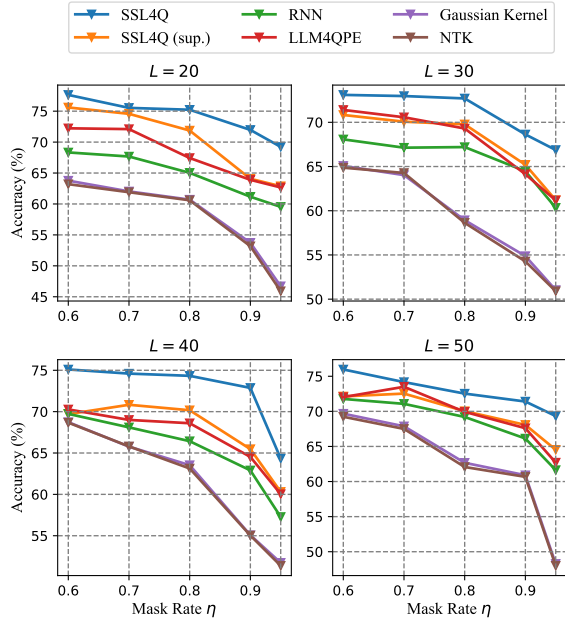 SSL4Q RNN Gaussian Kernel
SSL4Q (sup.) LLM4QPE NTK
L = 20 L = 30
Accuracy (%)
75
70
65
60
55
50
45
0.6 0.7 0.8 0.9
70
65
60
55
50
0.6 0.7 0.8 0.9
L = 40 L = 50
Accuracy (%)
75
70
65
60
55
0.6 0.7 0.8 0.9
Mask Rate η
75
70
65
60
55
50
0.6 0.7 0.8 0.9
Mask Rate η